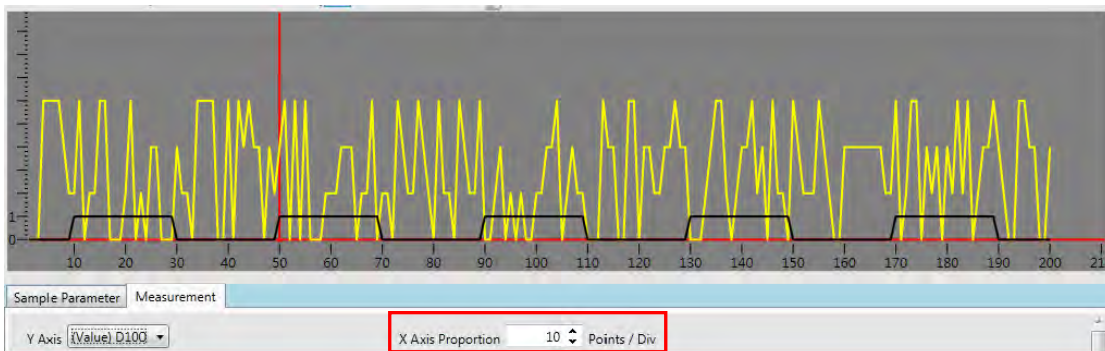 1
0
10 20 30 40 50 60 70 80 90 100 110 120 130 140 150 160 170 180 190 200 21
Sample Parameter Measurement
Y Axis (Value) D100 X Axis Proportion 10 Points / Div